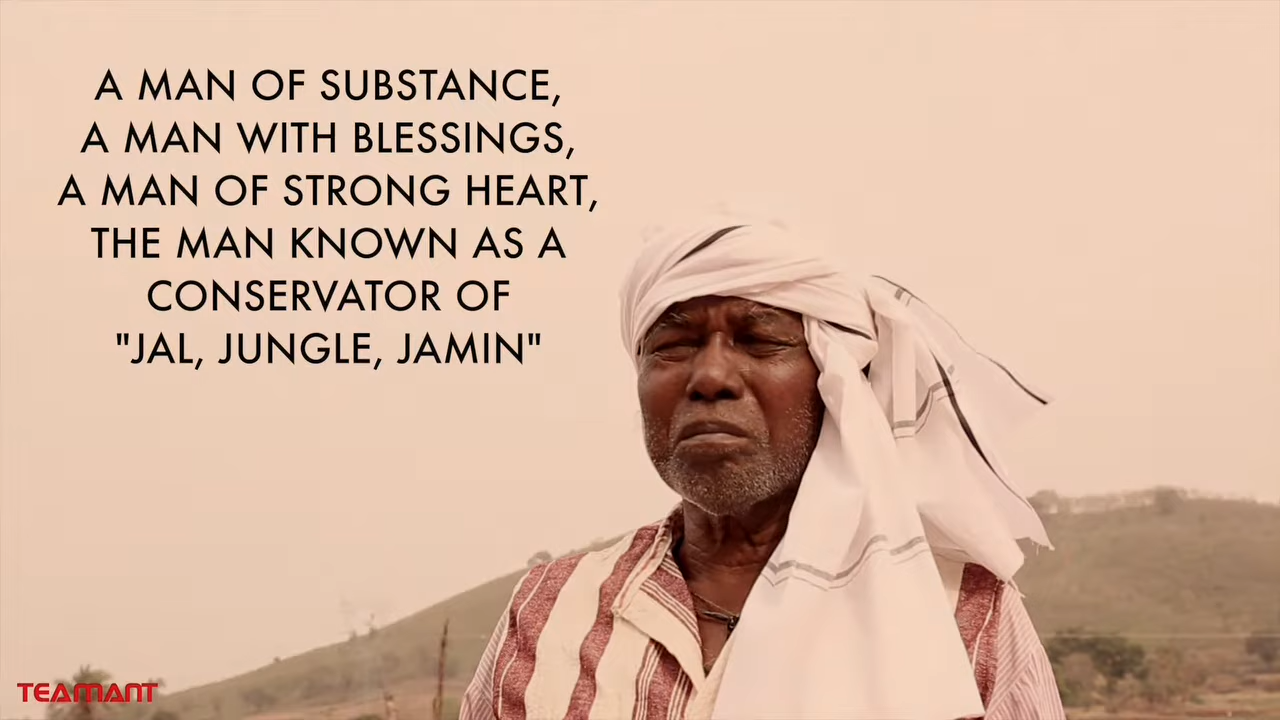 A MAN OF SUBSTANCE,
A MAN WITH BLESSINGS,
A MAN OF STRONG HEART,
THE MAN KNOWN AS A
CONSERVATOR OF
"JAL, JUNGLE, JAMIN"
TEAMANT